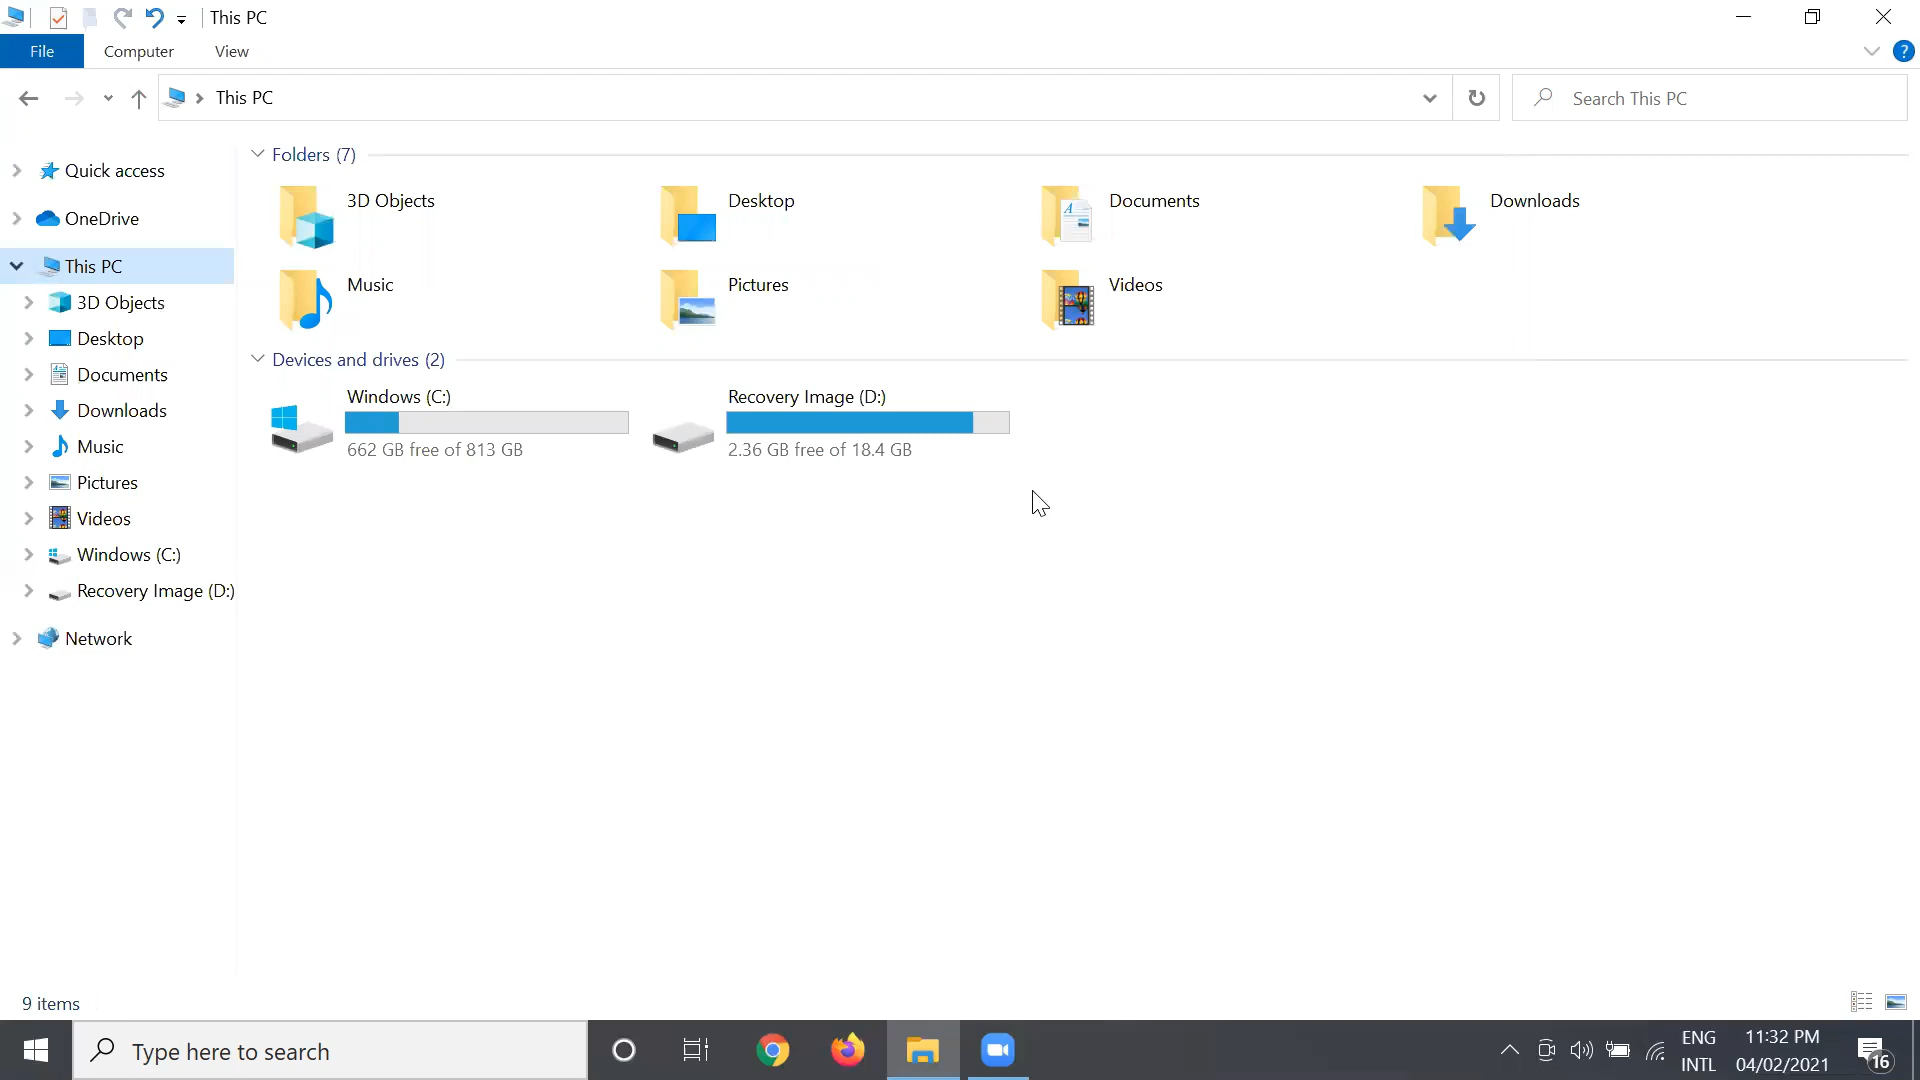 This PC
File Computer View
This PC
Search This PC
Quick access
OneDrive
This PC
3D Objects
Desktop
Documents
Downloads
Music
Pictures
Videos
Windows (C:)
Recovery Image (D:)
Network
Folders (7)
3D Objects
Desktop
Documents
Downloads
Music
Pictures
Videos
Devices and drives (2)
Windows (C:)
662 GB free of 813 GB
Recovery Image (D:)
2.36 GB free of 18.4 GB
9 items
Type here to search
ENG
INTL
11:32 PM
04/02/2021
16